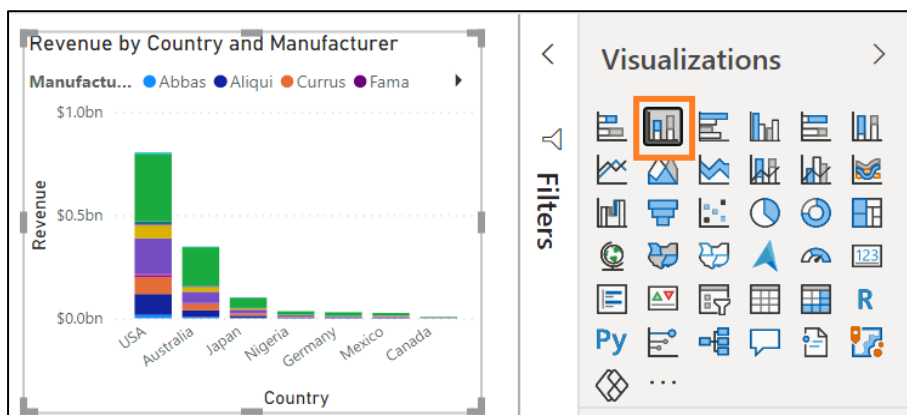 Revenue by Country and Manufacturer
Manufactu... Abbas Aliqui Currus Fama
$1.0bn
$0.5bn
$0.0bn
Revenue
USA
Australia
Japan
Nigeria
Germany
Mexico
Canada
Country
Filters
Visualizations
123
R
Py
...